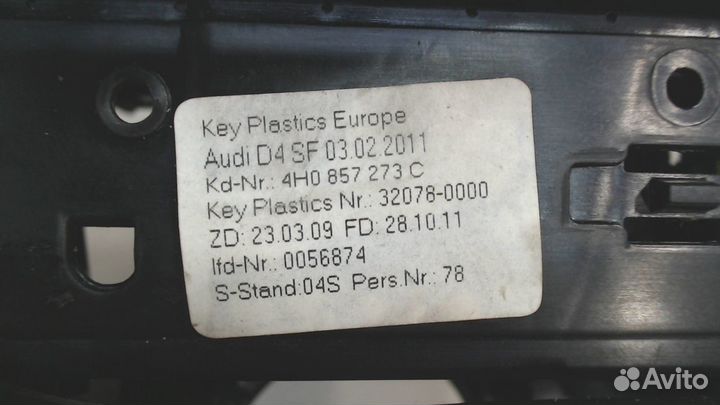 Key Plastics Europe
Audi D4 SF 03.02.2011
Kd-Nr.: 4H0 857 273 C
Key Plastics Nr.: 32078-0000
ZD: 23.03.09 FD: 28.10.11
lfd-Nr.: 0056874
S-Stand:04S Pers.Nr.: 78
Avito